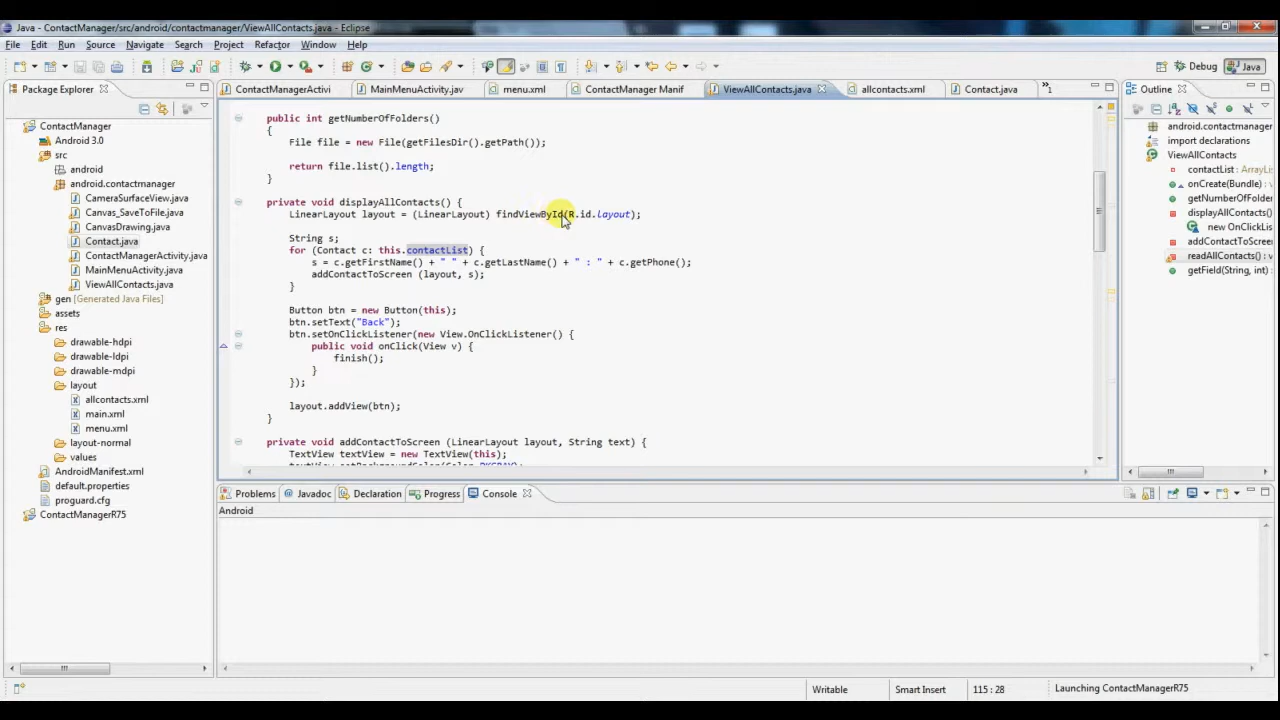 Java - ContactManager/src/android/contactmanager/ViewAllContacts.java - Eclipse
File Edit Run Source Navigate Search Project Refactor Window Help
Debug Java
Package Explorer
ContactManagerActivi MainMenuActivity.jav menu.xml ContactManager Manif ViewAllContacts.java allcontacts.xml Contact.java »1
Outline
ContactManager
Android 3.0
src
android
android.contactmanager
CameraSurfaceView.java
Canvas_SaveToFile.java
CanvasDrawing.java
Contact.java
ContactManagerActivity.java
MainMenuActivity.java
ViewAllContacts.java
gen [Generated Java Files]
assets
res
drawable-hdpi
drawable-ldpi
drawable-mdpi
layout
allcontacts.xml
main.xml
menu.xml
layout-normal
values
AndroidManifest.xml
default.properties
proguard.cfg
ContactManagerR75
public int getNumberOfFolders()
{
File file = new File(getFilesDir().getPath());
return file.list().length;
}
private void displayAllContacts() {
LinearLayout layout = (LinearLayout) findViewById(R.id.layout);
String s;
for (Contact c: this.contactList) {
s = c.getFirstName() + " " + c.getLastName() + " : " + c.getPhone();
addContactToScreen (layout, s);
}
Button btn = new Button(this);
btn.setText("Back");
btn.setOnClickListener(new View.OnClickListener() {
public void onClick(View v) {
finish();
}
});
layout.addView(btn);
}
private void addContactToScreen (LinearLayout layout, String text) {
TextView textView = new TextView(this);
textView.setBackgroundColor(Color.DKGRAY);
android.contactmanager
import declarations
ViewAllContacts
contactList : ArrayLis
onCreate(Bundle)
getNumberOfFolders
displayAllContacts()
new OnClickLis
addContactToScreen
readAllContacts() : v
getField(String, int)
Problems Javadoc Declaration Progress Console
Android
Writable Smart Insert 115 : 28 Launching ContactManagerR75